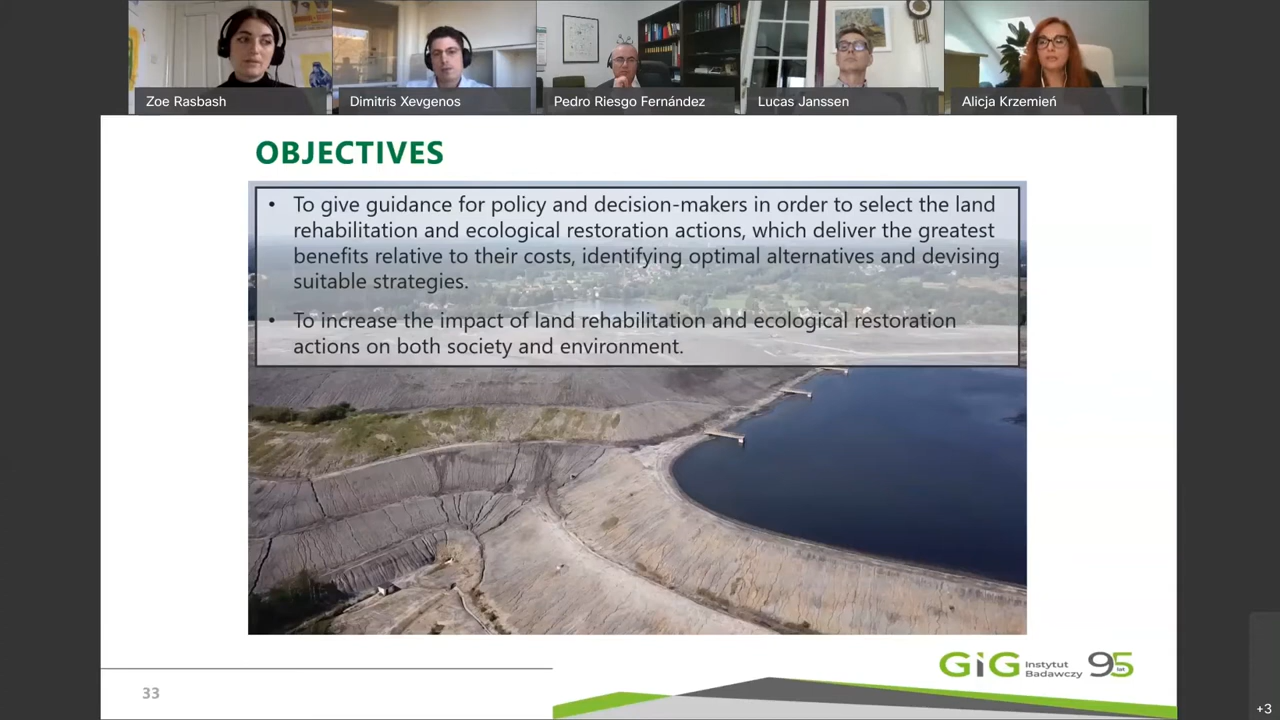 Zoe Rasbash
Dimitris Xevgenos
Pedro Riesgo Fernández
Lucas Janssen
Alicja Krzemień
OBJECTIVES
• To give guidance for policy and decision-makers in order to select the land
rehabilitation and ecological restoration actions, which deliver the greatest
benefits relative to their costs, identifying optimal alternatives and devising
suitable strategies.
• To increase the impact of land rehabilitation and ecological restoration
actions on both society and environment.
GiG Instytut
Badawczy
95
lat
33
+3